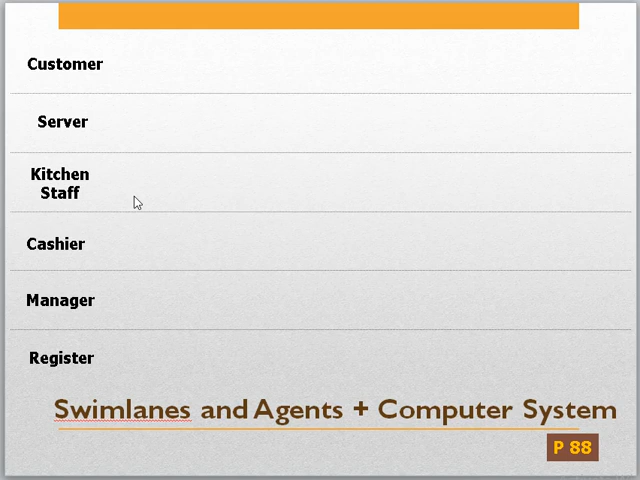 Customer
Server
Kitchen
Staff
Cashier
Manager
Register
Swimlanes and Agents + Computer System
P 88